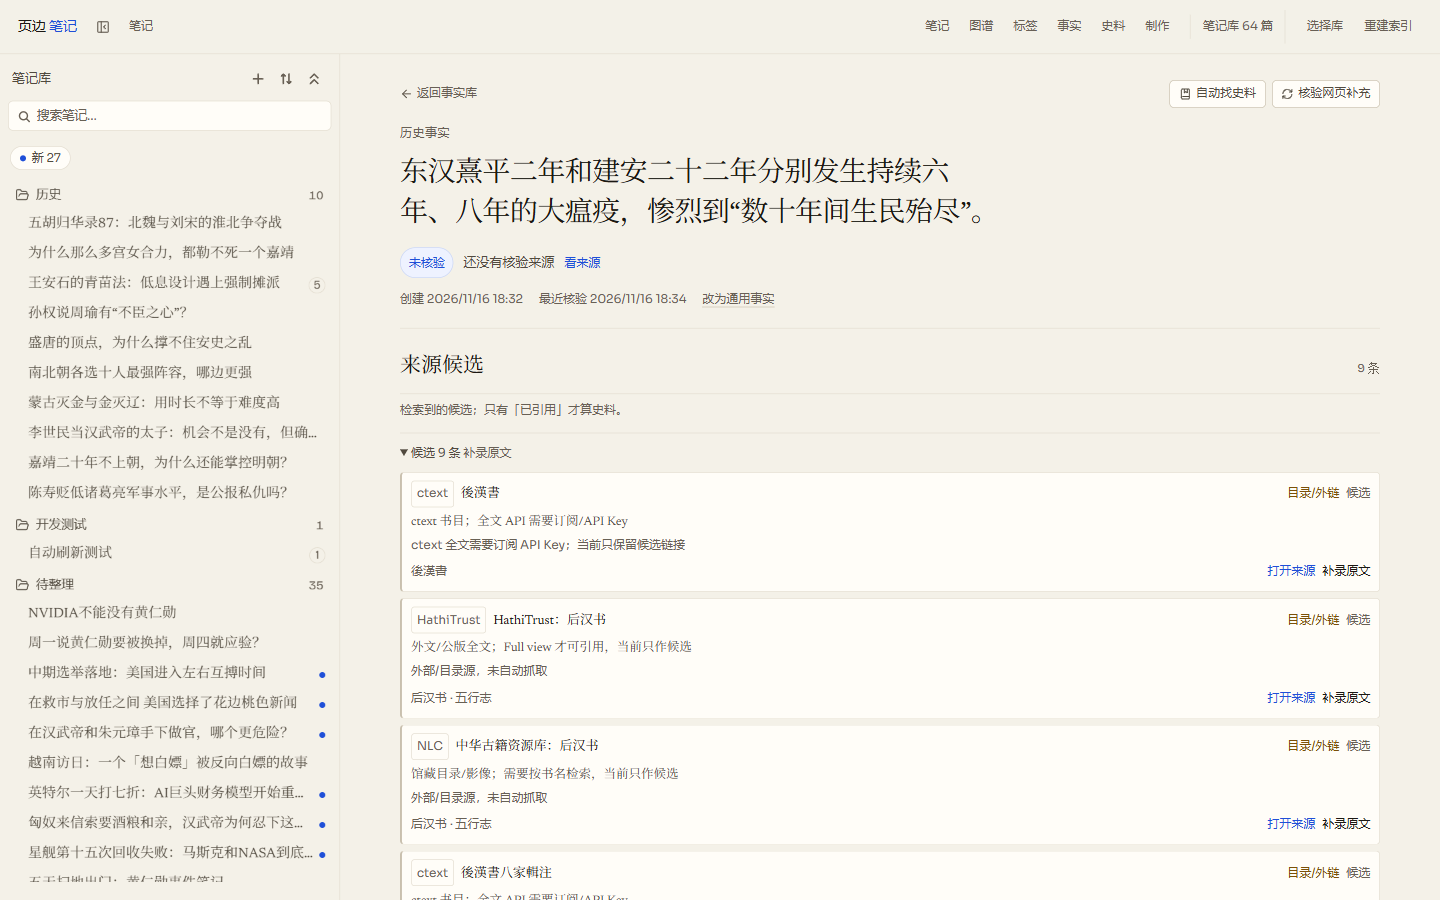 页边 笔记
笔记
笔记 图谱 标签 事实 史料 制作 笔记库 64 篇 选择库 重建索引
笔记库
搜索笔记...
新 27
历史 10
五胡归华录87：北魏与刘宋的淮北争夺战
为什么那么多宫女合力，都勒不死一个嘉靖
王安石的青苗法：低息设计遇上强制摊派 5
孙权说周瑜有“不臣之心”？
盛唐的顶点，为什么撑不住安史之乱
南北朝各选十人最强阵容，哪边更强
蒙古灭金与金灭辽：用时长不等于难度高
李世民当汉武帝的太子：机会不是没有，但确...
嘉靖二十年不上朝，为什么还能掌控明朝？
陈寿贬低诸葛亮军事水平，是公报私仇吗？
开发测试 1
自动刷新测试 1
待整理 35
NVIDIA不能没有黄仁勋
周一说黄仁勋要被换掉，周四就应验？
中期选举落地：美国进入左右互搏时间
在救市与放任之间 美国选择了花边桃色新闻
在汉武帝和朱元璋手下做官，哪个更危险？
越南访日：一个「想白嫖」被反向白嫖的故事
英特尔一天打七折：AI巨头财务模型开始重...
匈奴来信索要酒粮和亲，汉武帝为何忍下这...
星舰第十五次回收失败：马斯克和NASA到底...
五天扫地出门：黄仁勋事件笔记
返回事实库
自动找史料 核验网页补充
历史事实
东汉熹平二年和建安二十二年分别发生持续六
年、八年的大瘟疫，惨烈到“数十年间生民殆尽”。
未核验 还没有核验来源 看来源
创建 2026/11/16 18:32 最近核验 2026/11/16 18:34 改为通用事实
来源候选 9 条
检索到的候选；只有「已引用」才算史料。
候选 9 条 补录原文
ctext 後漢書 目录/外链 候选
ctext 书目；全文 API 需要订阅/API Key
ctext 全文需要订阅 API Key；当前只保留候选链接
後漢書 打开来源 补录原文
HathiTrust HathiTrust：后汉书 目录/外链 候选
外文/公版全文；Full view 才可引用，当前只作候选
外部/目录源，未自动抓取
后汉书 · 五行志 打开来源 补录原文
NLC 中华古籍资源库：后汉书 目录/外链 候选
馆藏目录/影像；需要按书名检索，当前只作候选
外部/目录源，未自动抓取
后汉书 · 五行志 打开来源 补录原文
ctext 後漢書八家輯注 目录/外链 候选
ctext 书目；全文 API 需要订阅/API Key